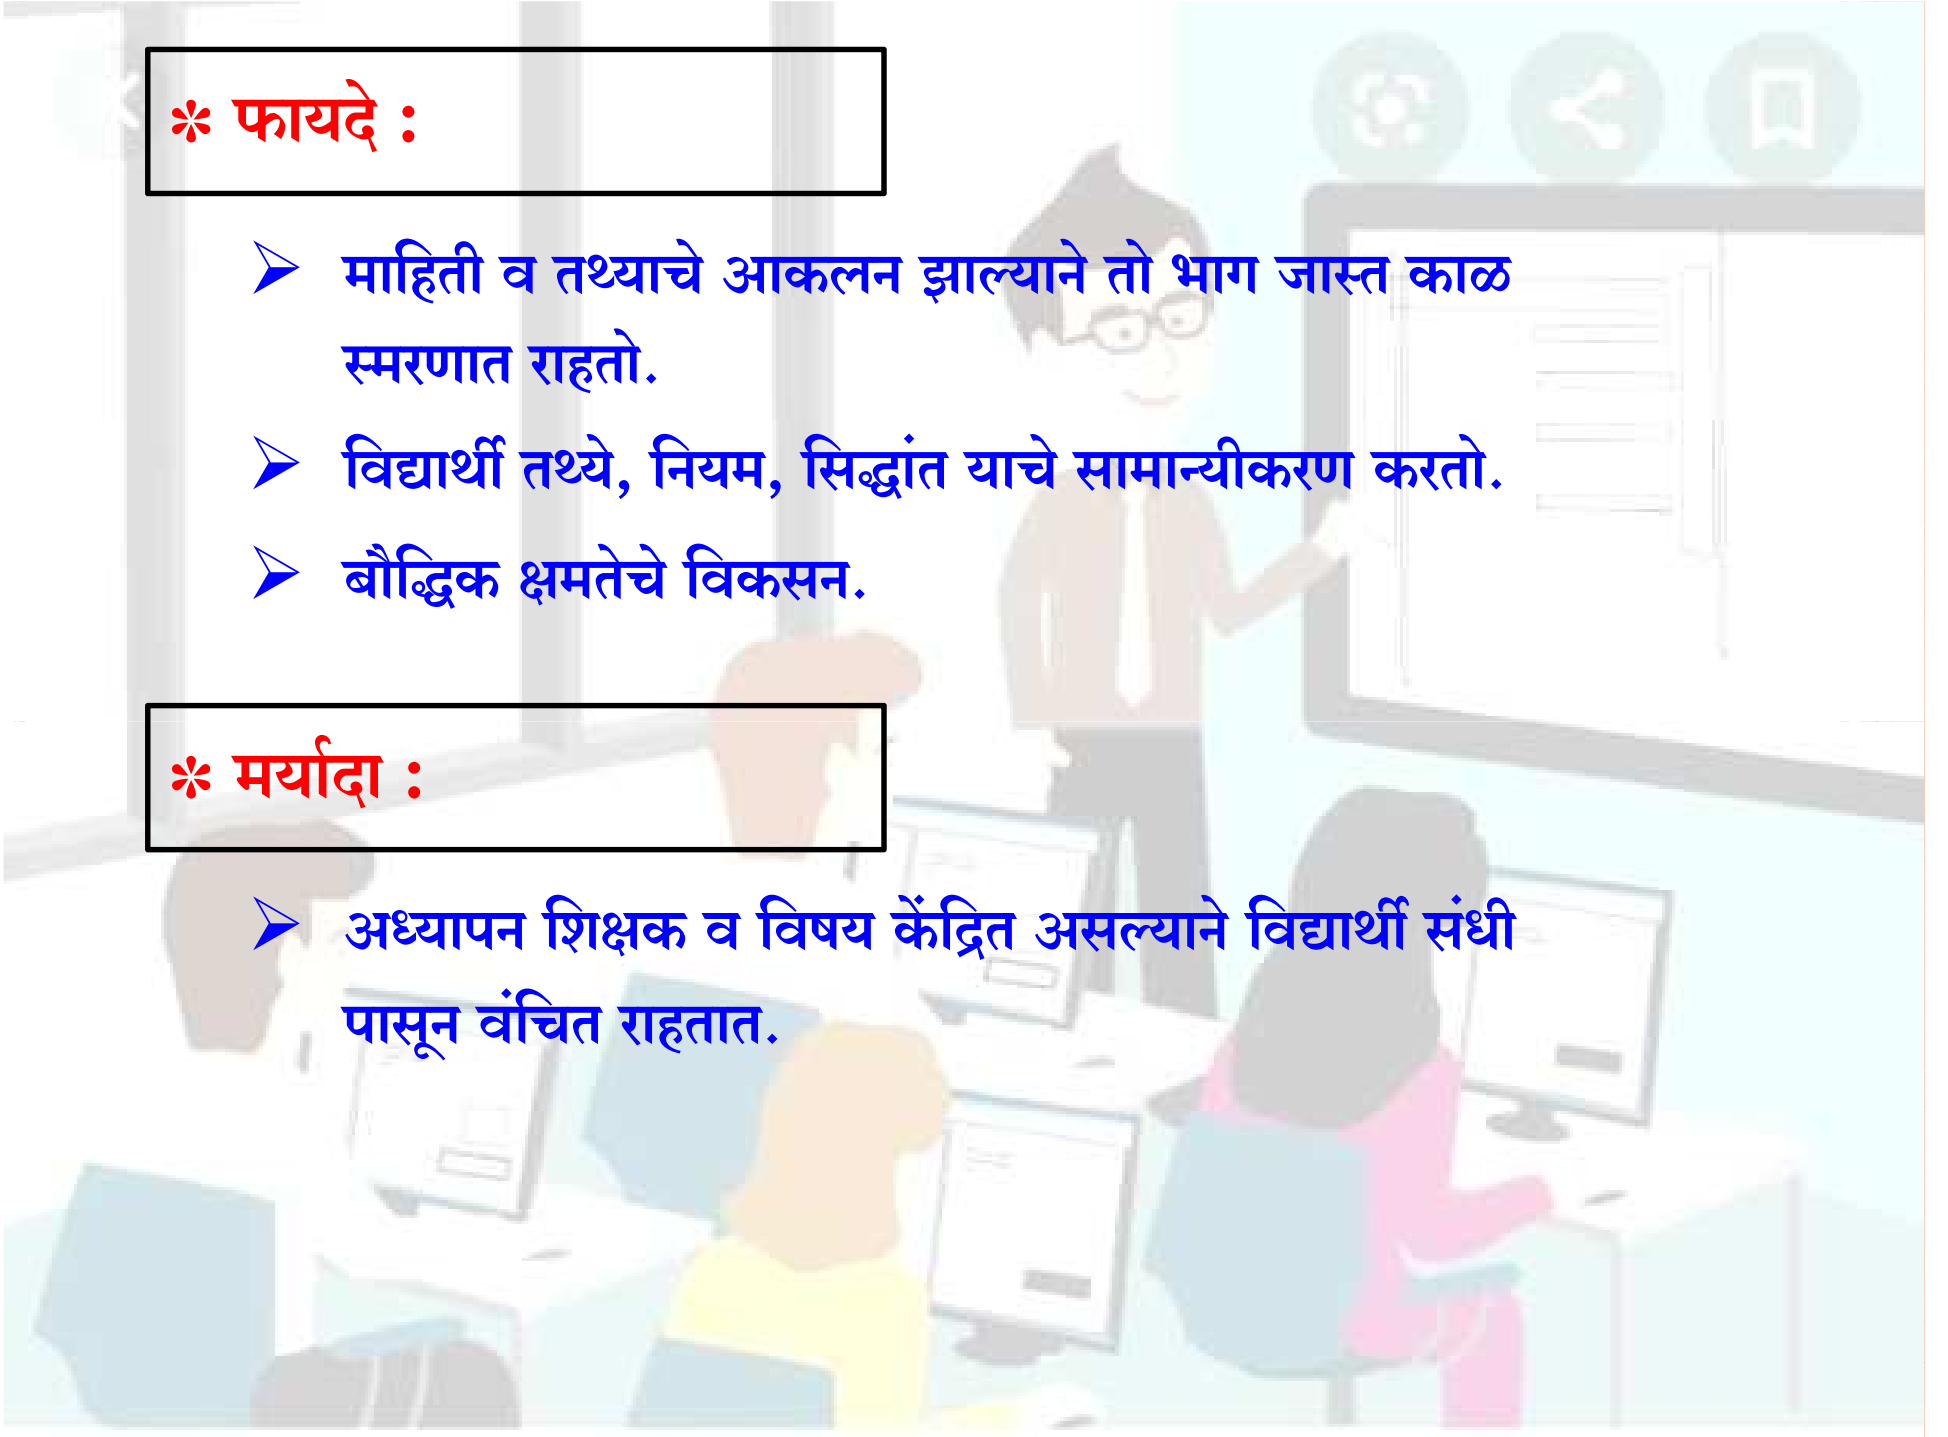 * फायदे :
➢ माहिती व तथ्याचे आकलन झाल्याने तो भाग जास्त काळ
स्मरणात राहतो.
➢ विद्यार्थी तथ्ये, नियम, सिद्धांत याचे सामान्यीकरण करतो.
➢ बौद्धिक क्षमतेचे विकसन.
* मर्यादा :
➢ अध्यापन शिक्षक व विषय केंद्रित असल्याने विद्यार्थी संधी
पासून वंचित राहतात.